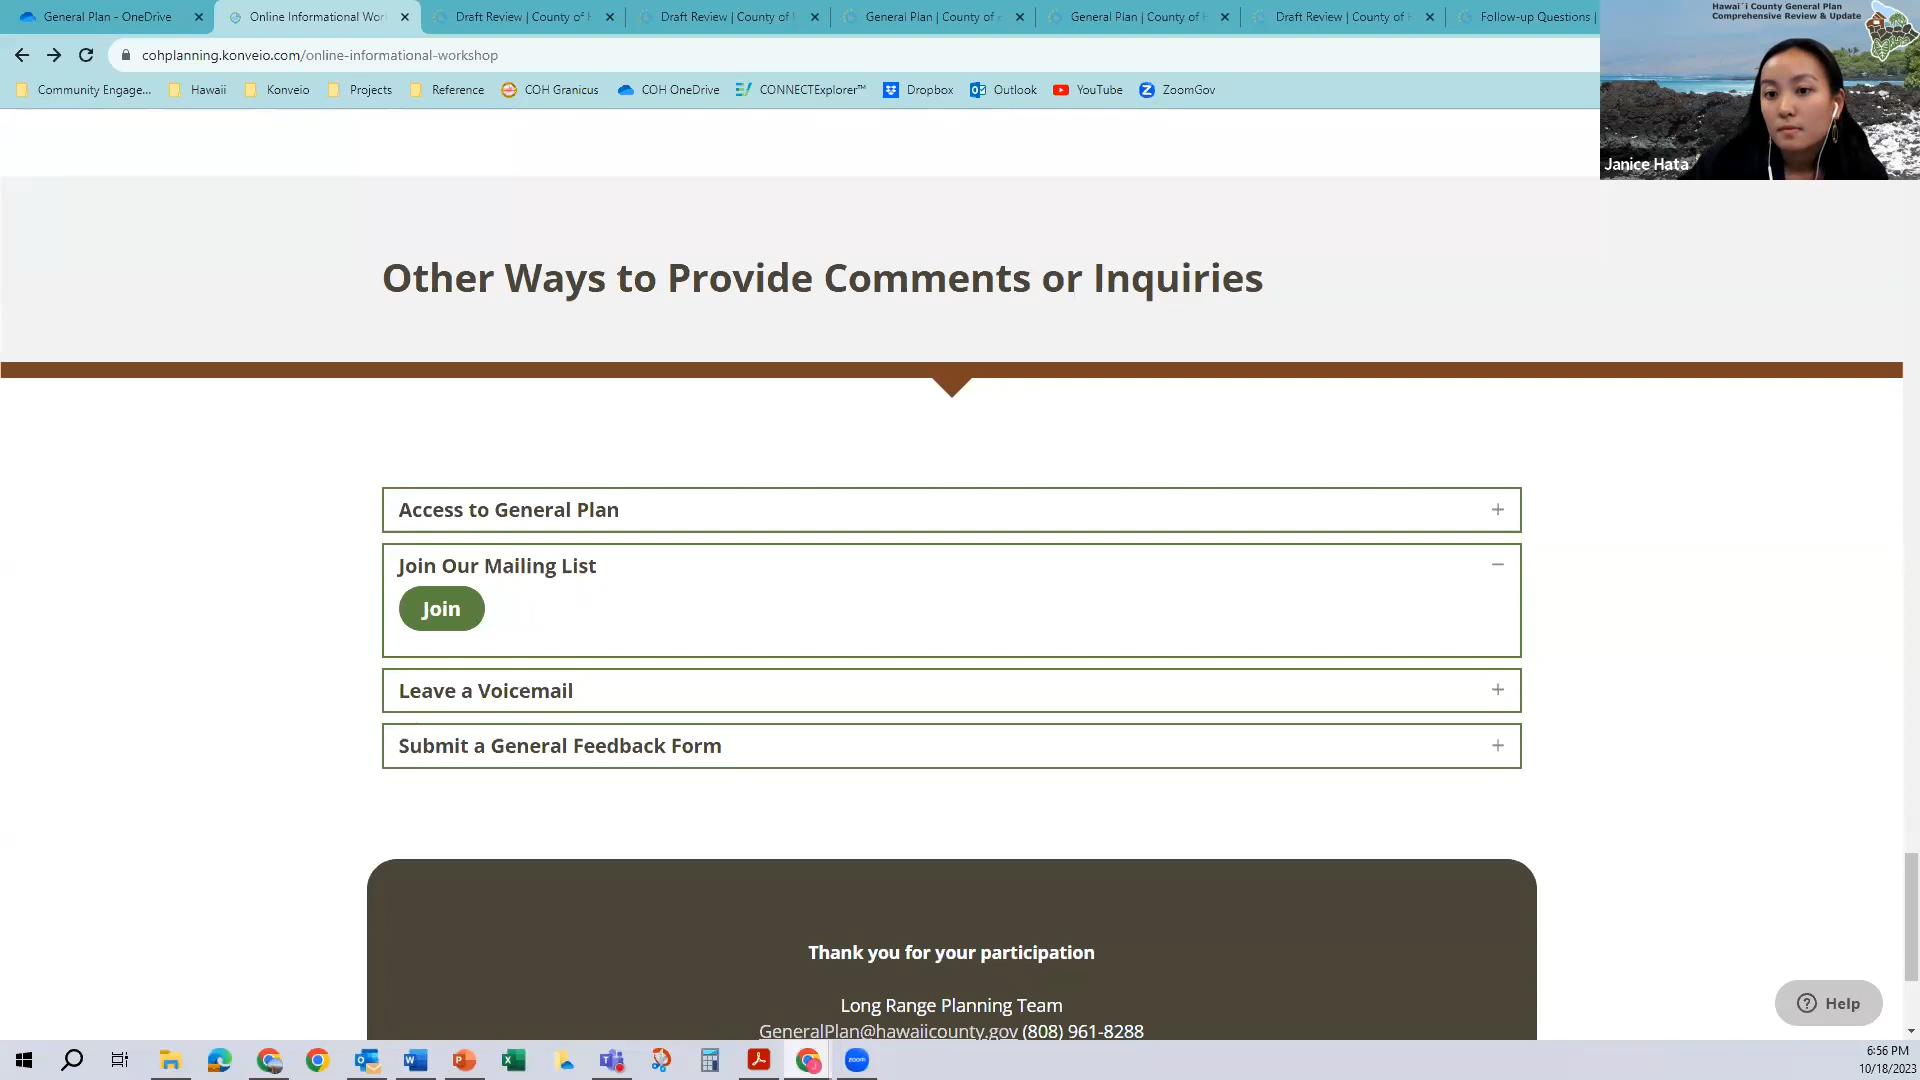 General Plan - OneDrive
Online Informational Wor
Draft Review | County of H
Draft Review | County of
General Plan | County of
General Plan | County of H
Draft Review | County of H
Follow-up Questions |
cohplanning.konveio.com/online-informational-workshop
Community Engage...
Hawaii
Konveio
Projects
Reference
COH Granicus
COH OneDrive
CONNECTExplorer™
Dropbox
Outlook
YouTube
ZoomGov
Hawai´i County General Plan
Comprehensive Review & Update
Janice Hata
Other Ways to Provide Comments or Inquiries
Access to General Plan
Join Our Mailing List
Join
Leave a Voicemail
Submit a General Feedback Form
Thank you for your participation
Long Range Planning Team
GeneralPlan@hawaiicounty.gov (808) 961-8288
Help
zoom
6:56 PM
10/18/2023